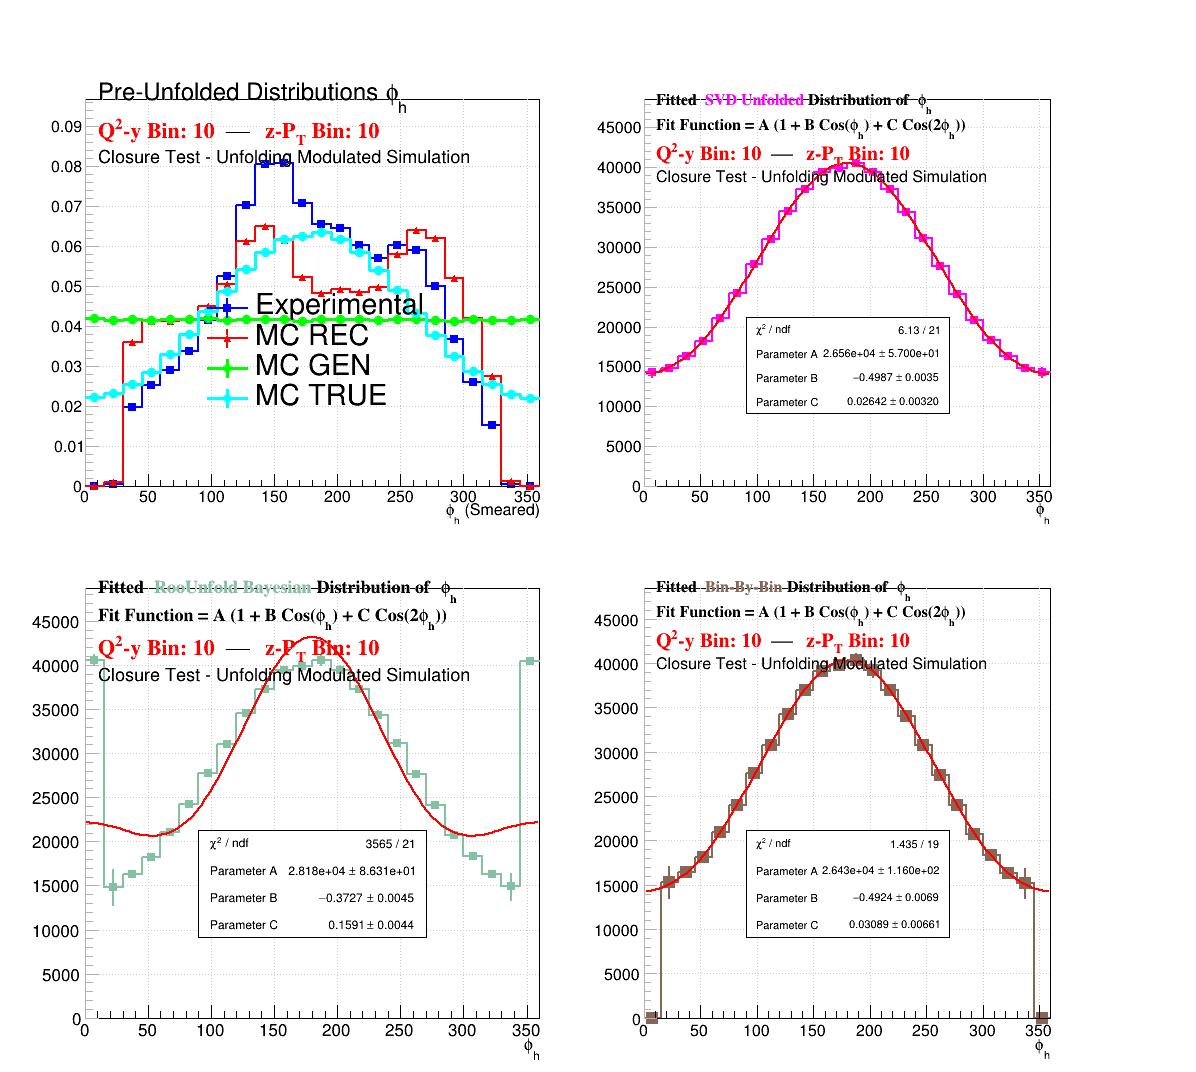 Pre-Unfolded Distributions ϕh
Q²-y Bin: 10 — z-PT Bin: 10
Closure Test - Unfolding Modulated Simulation
0.09
0.08
0.07
0.06
0.05
0.04
0.03
0.02
0.01
0
Experimental
MC REC
MC GEN
MC TRUE
0 50 100 150 200 250 300 350
ϕh (Smeared)
Fitted SVD Unfolded Distribution of ϕh
Fit Function = A (1 + B Cos(ϕh) + C Cos(2ϕh))
Q²-y Bin: 10 — z-PT Bin: 10
Closure Test - Unfolding Modulated Simulation
45000
40000
35000
30000
25000
20000
15000
10000
5000
0
χ² / ndf 6.13 / 21
Parameter A 2.656e+04 ± 5.700e+01
Parameter B −0.4987 ± 0.0035
Parameter C 0.02642 ± 0.00320
0 50 100 150 200 250 300 350
ϕh
Fitted RooUnfold Bayesian Distribution of ϕh
Fit Function = A (1 + B Cos(ϕh) + C Cos(2ϕh))
Q²-y Bin: 10 — z-PT Bin: 10
Closure Test - Unfolding Modulated Simulation
45000
40000
35000
30000
25000
20000
15000
10000
5000
0
χ² / ndf 3565 / 21
Parameter A 2.818e+04 ± 8.631e+01
Parameter B −0.3727 ± 0.0045
Parameter C 0.1591 ± 0.0044
0 50 100 150 200 250 300 350
ϕh
Fitted Bin-By-Bin Distribution of ϕh
Fit Function = A (1 + B Cos(ϕh) + C Cos(2ϕh))
Q²-y Bin: 10 — z-PT Bin: 10
Closure Test - Unfolding Modulated Simulation
45000
40000
35000
30000
25000
20000
15000
10000
5000
0
χ² / ndf 1.435 / 19
Parameter A 2.643e+04 ± 1.160e+02
Parameter B −0.4924 ± 0.0069
Parameter C 0.03089 ± 0.00661
0 50 100 150 200 250 300 350
ϕh